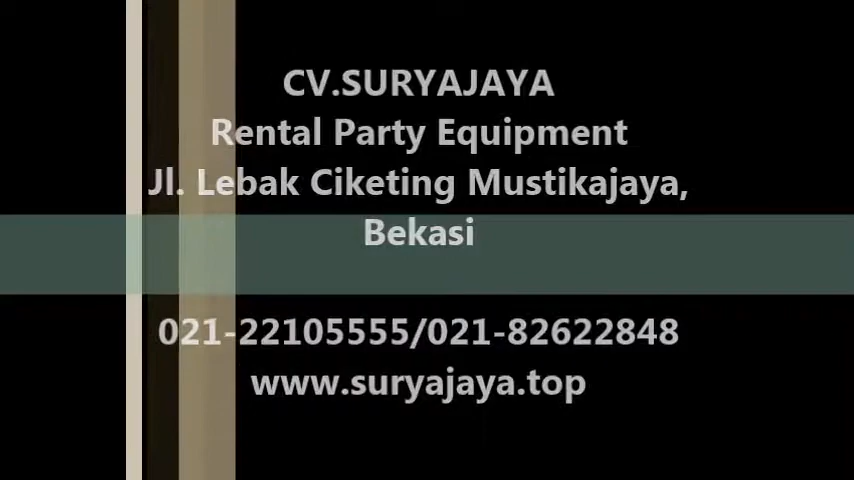 CV.SURYAJAYA
Rental Party Equipment
Jl. Lebak Ciketing Mustikajaya,
Bekasi
021-22105555/021-82622848
www.suryajaya.top